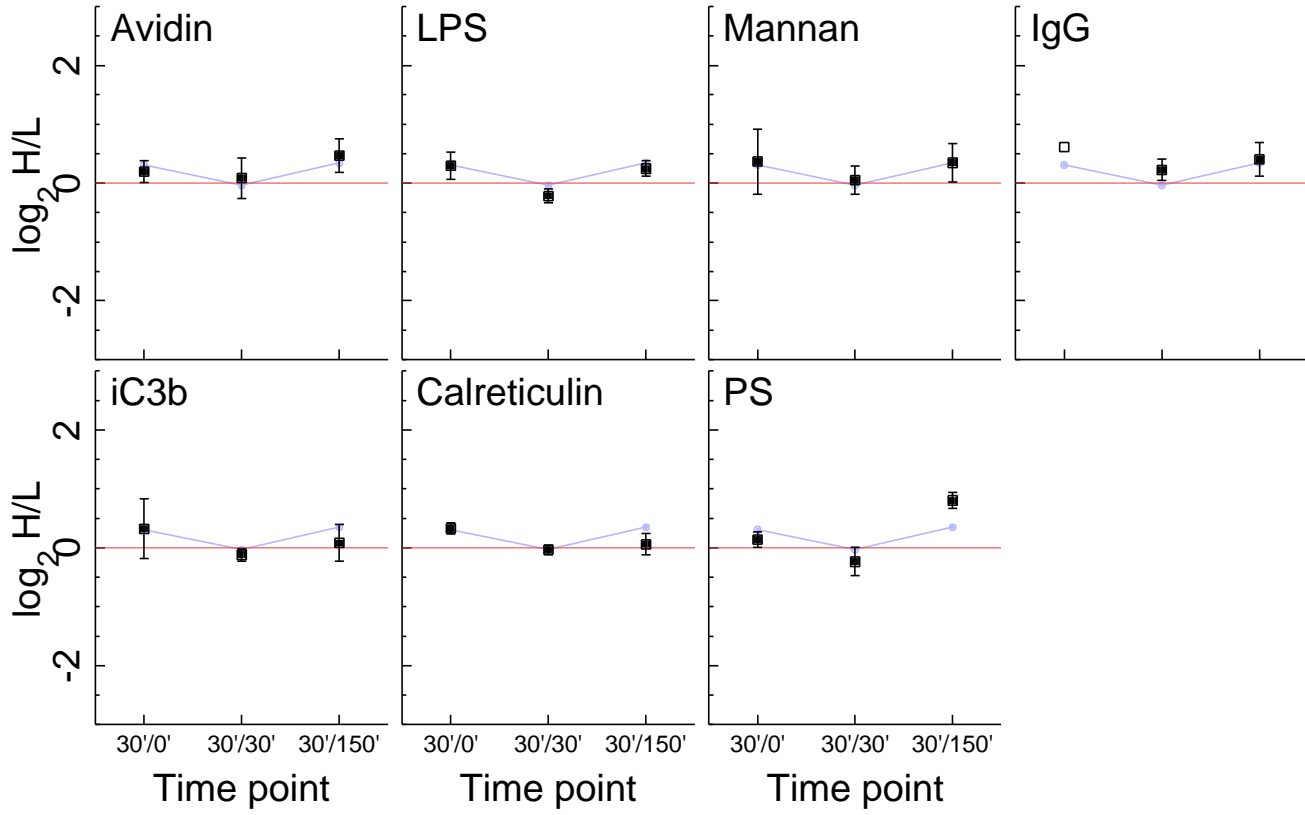 Avidin
LPS
Mannan
IgG
2
0
-2
log2 H/L
iC3b
Calreticulin
PS
2
0
-2
log2 H/L
30'/0' 30'/30' 30'/150'
30'/0' 30'/30' 30'/150'
30'/0' 30'/30' 30'/150'
Time point
Time point
Time point